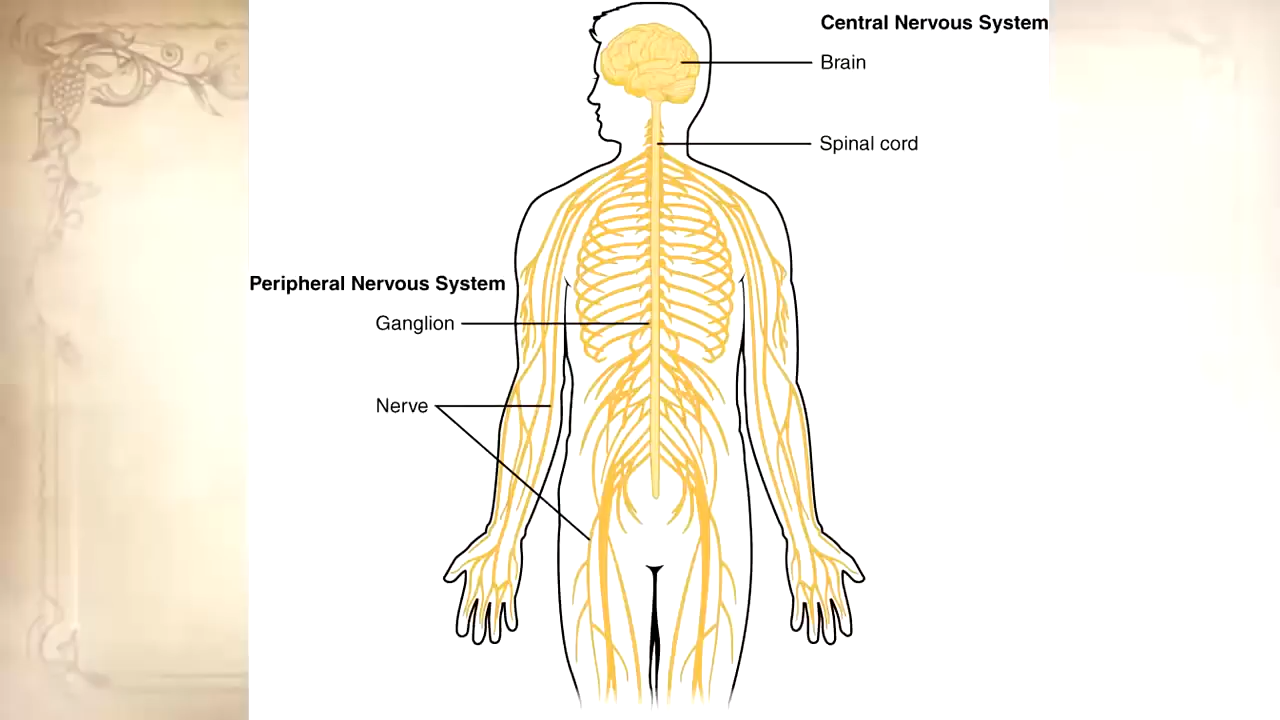 Central Nervous System
Brain
Spinal cord
Peripheral Nervous System
Ganglion
Nerve